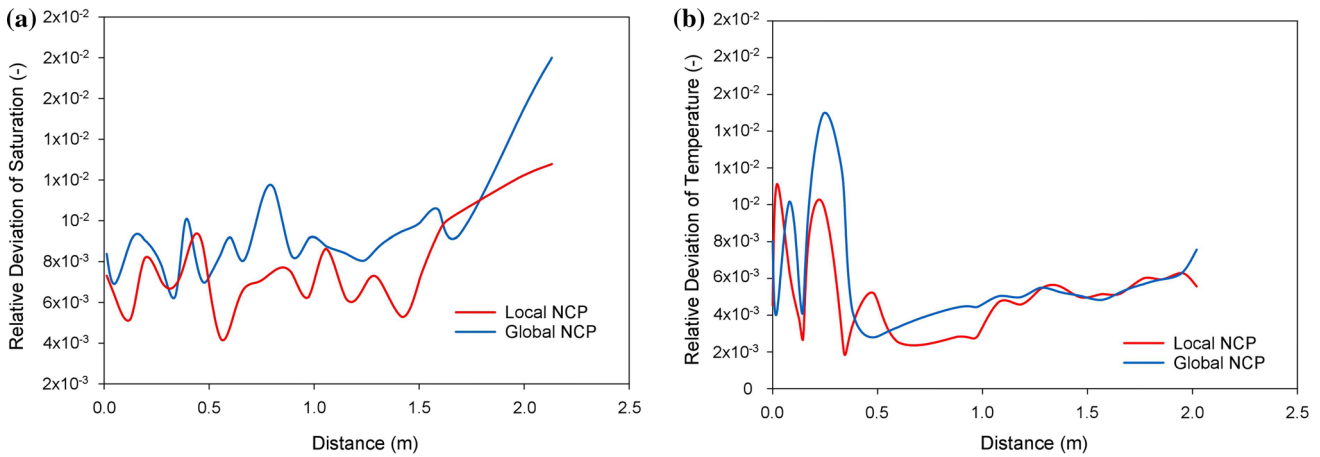 (a)
Relative Deviation of Saturation (-)
2x10⁻²
2x10⁻²
2x10⁻²
1x10⁻²
1x10⁻²
10⁻²
8x10⁻³
6x10⁻³
4x10⁻³
2x10⁻³
Local NCP
Global NCP
0.0 0.5 1.0 1.5 2.0 2.5
Distance (m)
(b)
Relative Deviation of Temperature (-)
2x10⁻²
2x10⁻²
2x10⁻²
1x10⁻²
1x10⁻²
10⁻²
8x10⁻³
6x10⁻³
4x10⁻³
2x10⁻³
0
Local NCP
Global NCP
0.0 0.5 1.0 1.5 2.0 2.5
Distance (m)